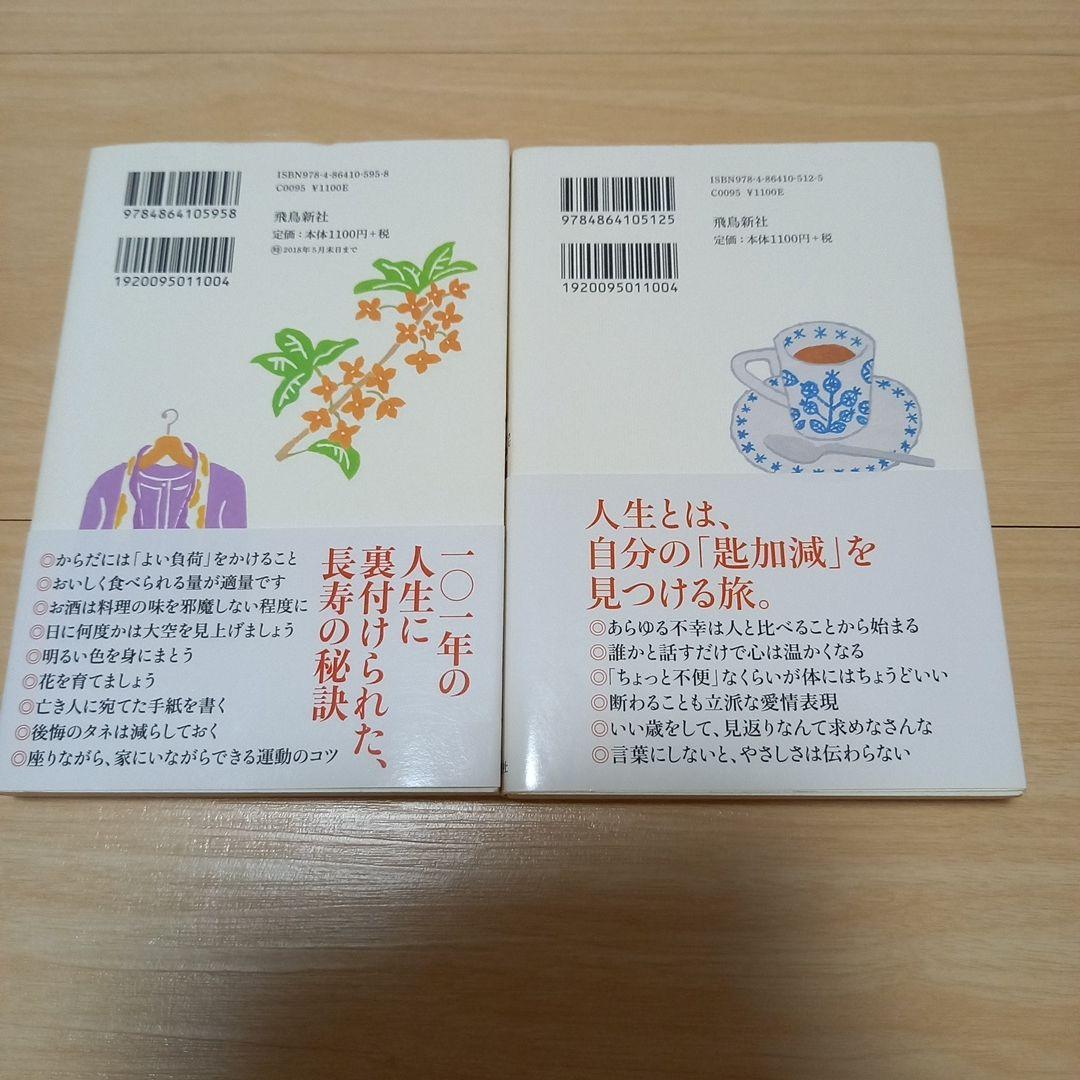 ISBN978-4-86410-595-8
C0095 ¥1100E
9784864105958
飛鳥新社
定価：本体1100円+税
㊕2018年5月末日まで
1920095011004
一〇一年の
人生に
裏付けられた、
長寿の秘訣
◎からだには「よい負荷」をかけること
◎おいしく食べられる量が適量です
◎お酒は料理の味を邪魔しない程度に
◎日に何度かは大空を見上げましょう
◎明るい色を身にまとう
◎花を育てましょう
◎亡き人に宛てた手紙を書く
◎後悔のタネは減らしておく
◎座りながら、家にいながらできる運動のコツ
ISBN978-4-86410-512-5
C0095 ¥1100E
9784864105125
飛鳥新社
定価：本体1100円+税
1920095011004
人生とは、
自分の「匙加減」を
見つける旅。
◎あらゆる不幸は人と比べることから始まる
◎誰かと話すだけで心は温かくなる
◎「ちょっと不便」なくらいが体にはちょうどいい
◎断わることも立派な愛情表現
◎いい歳をして、見返りなんて求めなさんな
◎言葉にしないと、やさしさは伝わらない